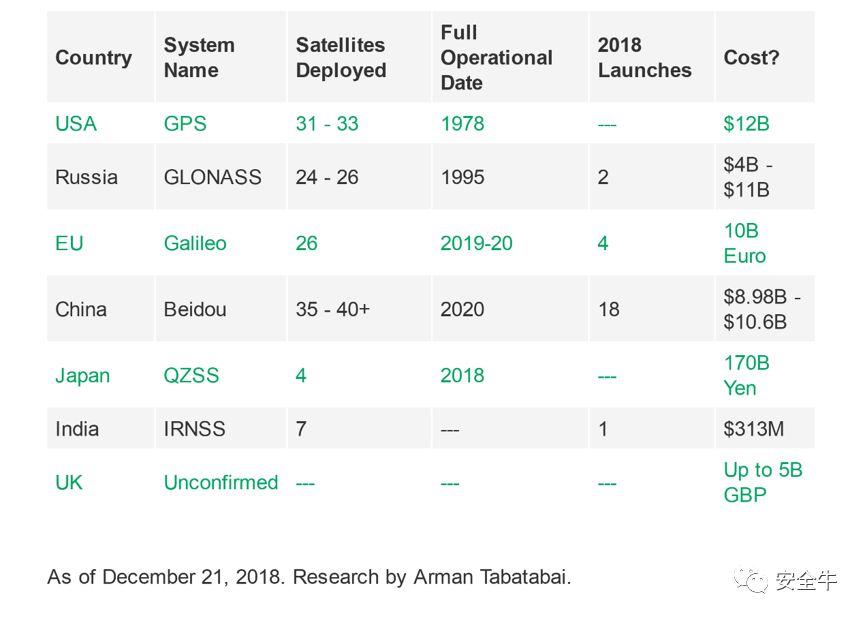 Country System Name Satellites Deployed Full Operational Date 2018 Launches Cost?
USA GPS 31 - 33 1978 --- $12B
Russia GLONASS 24 - 26 1995 2 $4B - $11B
EU Galileo 26 2019-20 4 10B Euro
China Beidou 35 - 40+ 2020 18 $8.98B - $10.6B
Japan QZSS 4 2018 --- 170B Yen
India IRNSS 7 --- 1 $313M
UK Unconfirmed --- --- --- Up to 5B GBP
As of December 21, 2018. Research by Arman Tabatabai.
安全牛